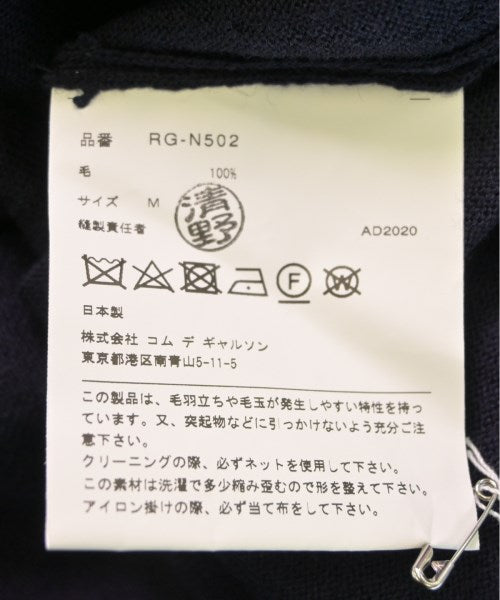 品番 RG-N502
毛 100%
サイズ M
清野
縫製責任者 AD2020
F W
日本製
株式会社 コム デ ギャルソン
東京都港区南青山5-11-5
この製品は、毛羽立ちや毛玉が発生しやすい特性を持っ
ています。又、突起物などに引っかけないよう充分ご注
意下さい。
クリーニングの際、必ずネットを使用して下さい。
この素材は洗濯で多少縮み歪むので形を整えて下さい。
アイロン掛けの際、必ず当て布をして下さい。